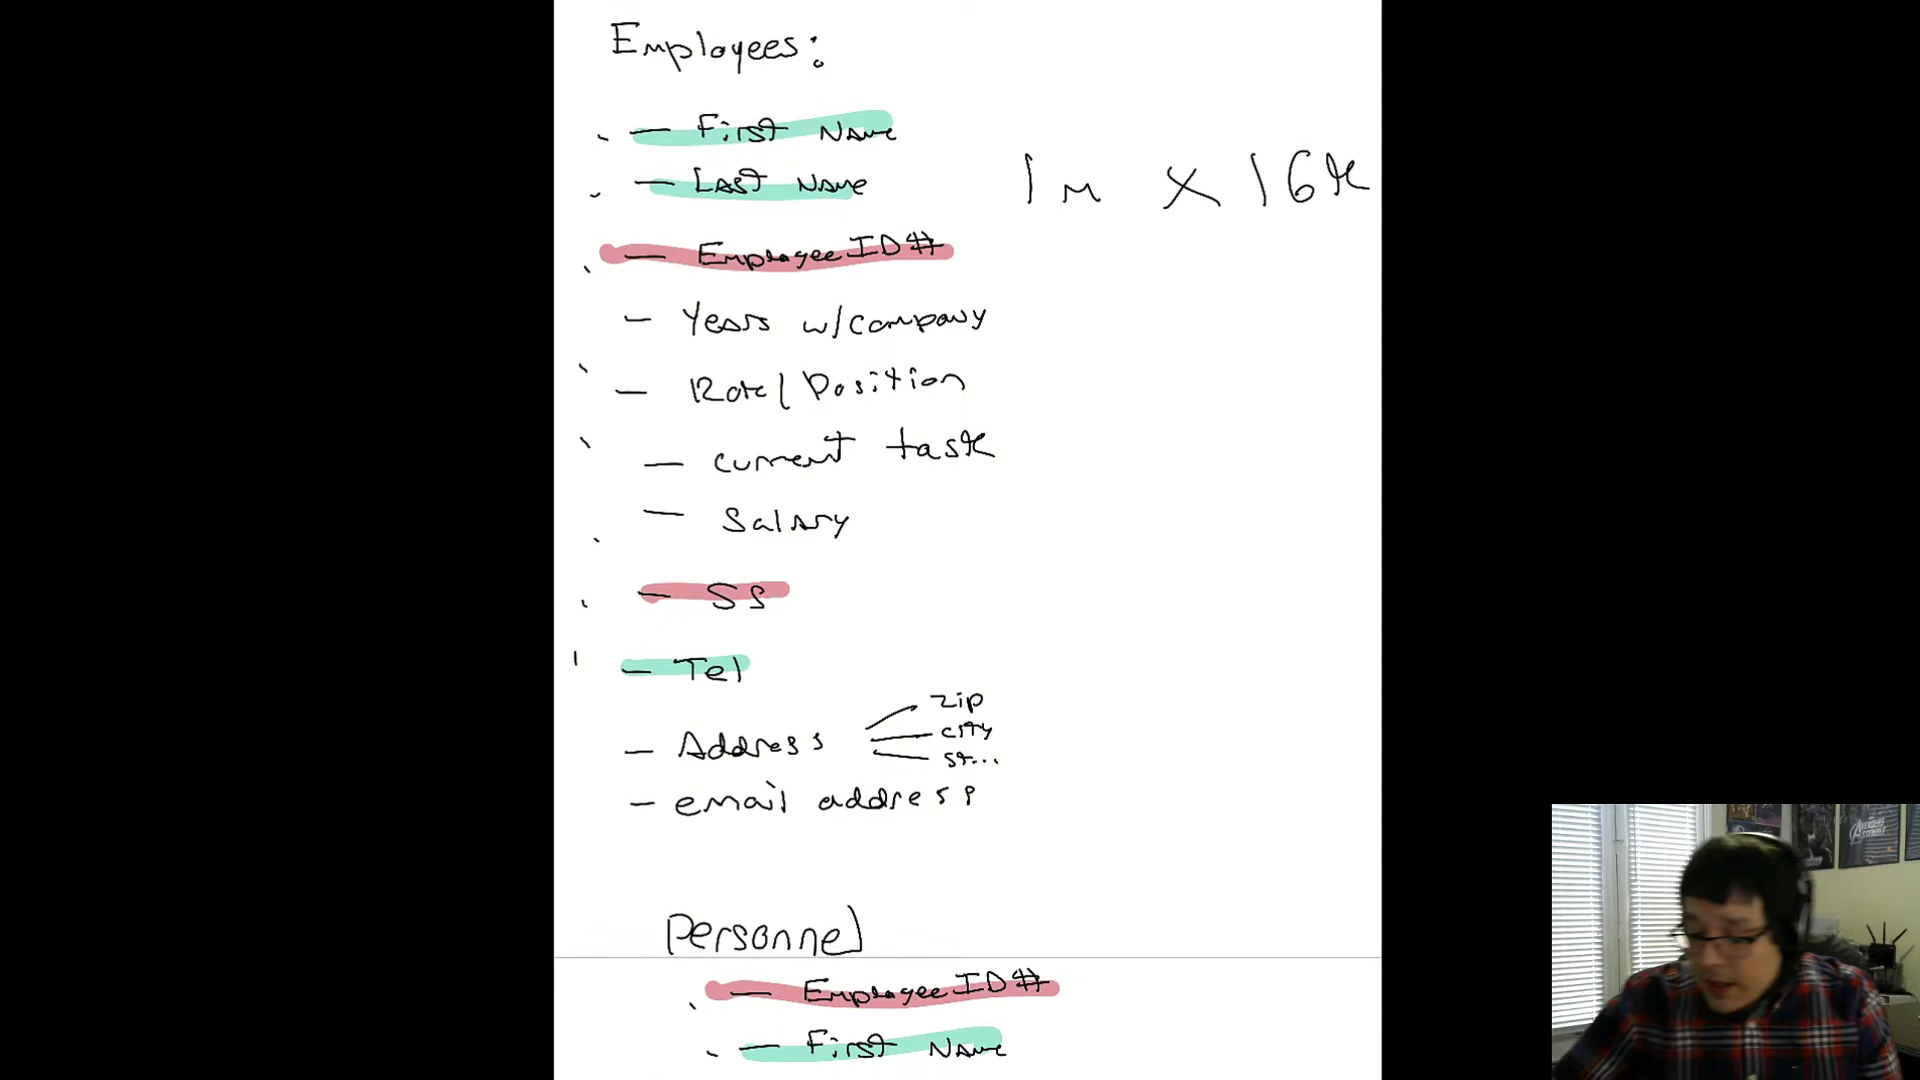 Employees:
— First Name
— Last Name
1m x 16k
— Employee ID#
— Years w/company
— Role/Position
— current task
— Salary
— SS
— Tel
— Address
Zip
city
st...
— email address
Personnel
— Employee ID#
— First Name
AVENGERS